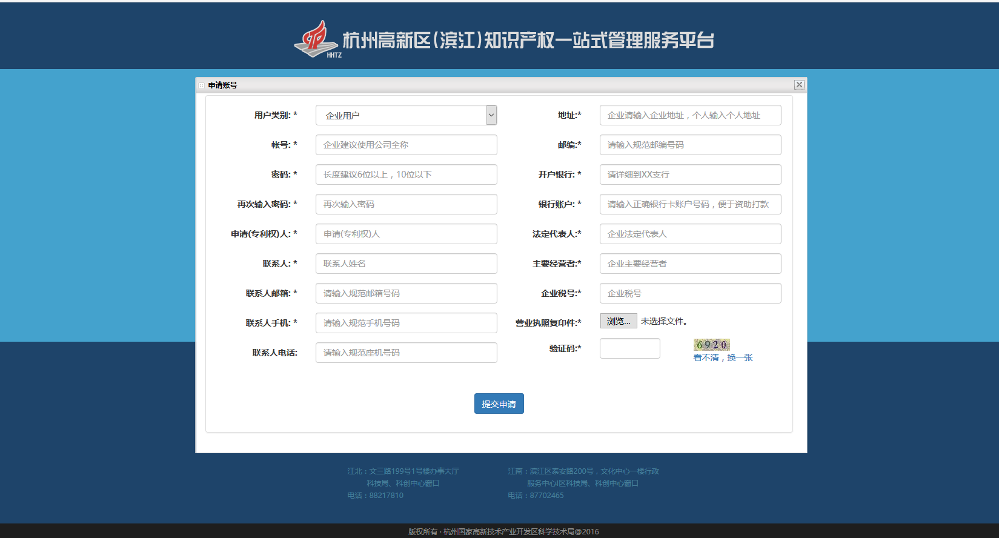 HHTZ
杭州高新区(滨江)知识产权一站式管理服务平台
申请账号
用户类别: * 企业用户 地址:* 企业请输入企业地址，个人输入个人地址
帐号: * 企业建议使用公司全称 邮编:* 请输入规范邮编号码
密码: * 长度建议6位以上，10位以下 开户银行: * 请详细到XX支行
再次输入密码: * 再次输入密码 银行账户: * 请输入正确银行卡账户号码，便于资助打款
申请(专利权)人: * 申请(专利权)人 法定代表人:* 企业法定代表人
联系人: * 联系人姓名 主要经营者:* 企业主要经营者
联系人邮箱: * 请输入规范邮箱号码 企业税号:* 企业税号
联系人手机: * 请输入规范手机号码 营业执照复印件:* 浏览... 未选择文件。
联系人电话: 请输入规范座机号码 验证码:* 6920
看不清，换一张
提交申请
江北：文三路199号1号楼办事大厅 江南：滨江区泰安路200号，文化中心一楼行政
科技局、科创中心窗口 服务中心I区科技局、科创中心窗口
电话：88217810 电话：87702465
版权所有 · 杭州国家高新技术产业开发区科学技术局@2016